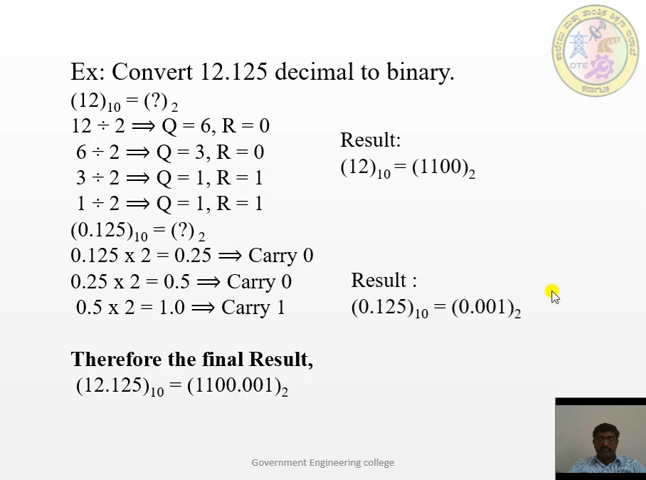 Ex: Convert 12.125 decimal to binary.
(12)₁₀ = (?)₂
12 ÷ 2 ⟹ Q = 6, R = 0
6 ÷ 2 ⟹ Q = 3, R = 0
3 ÷ 2 ⟹ Q = 1, R = 1
1 ÷ 2 ⟹ Q = 1, R = 1
Result:
(12)₁₀ = (1100)₂
(0.125)₁₀ = (?)₂
0.125 x 2 = 0.25 ⟹ Carry 0
0.25 x 2 = 0.5 ⟹ Carry 0
0.5 x 2 = 1.0 ⟹ Carry 1
Result :
(0.125)₁₀ = (0.001)₂
Therefore the final Result,
(12.125)₁₀ = (1100.001)₂
Government Engineering college
DTE